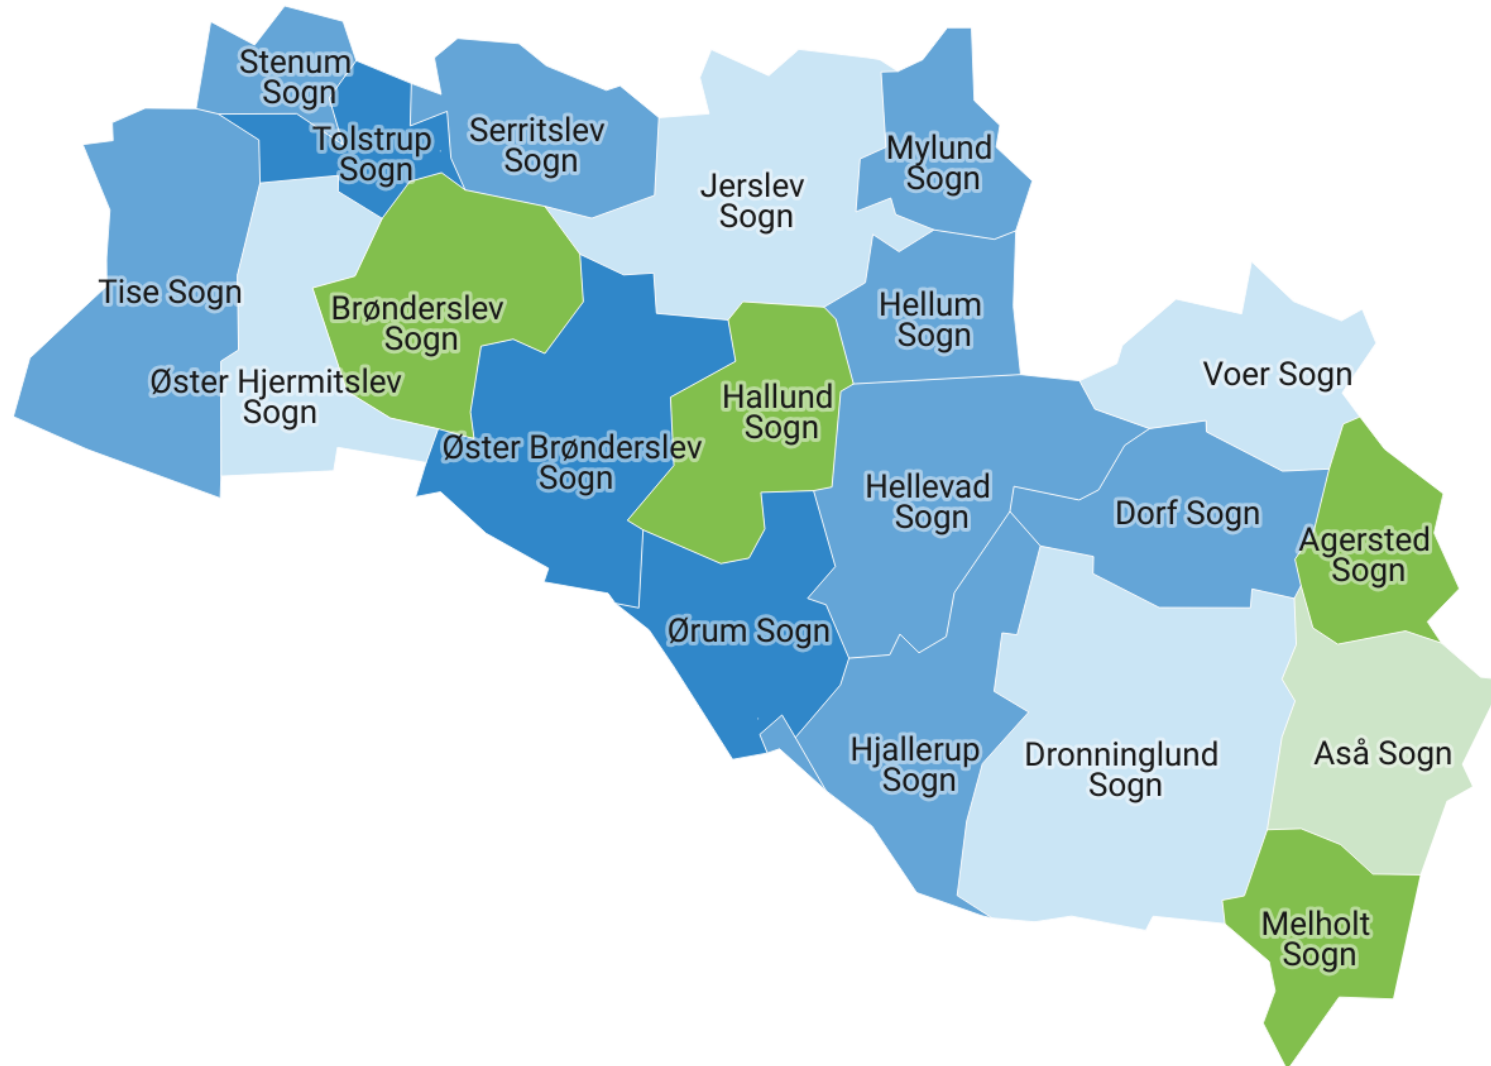 Stenum
Sogn
Tolstrup
Sogn
Serritslev
Sogn
Mylund
Sogn
Jerslev
Sogn
Tise Sogn
Brønderslev
Sogn
Hellum
Sogn
Øster Hjermitslev
Sogn
Voer Sogn
Hallund
Sogn
Øster Brønderslev
Sogn
Hellevad
Sogn
Dorf Sogn
Agersted
Sogn
Ørum Sogn
Hjallerup
Sogn
Dronninglund
Sogn
Aså Sogn
Melholt
Sogn